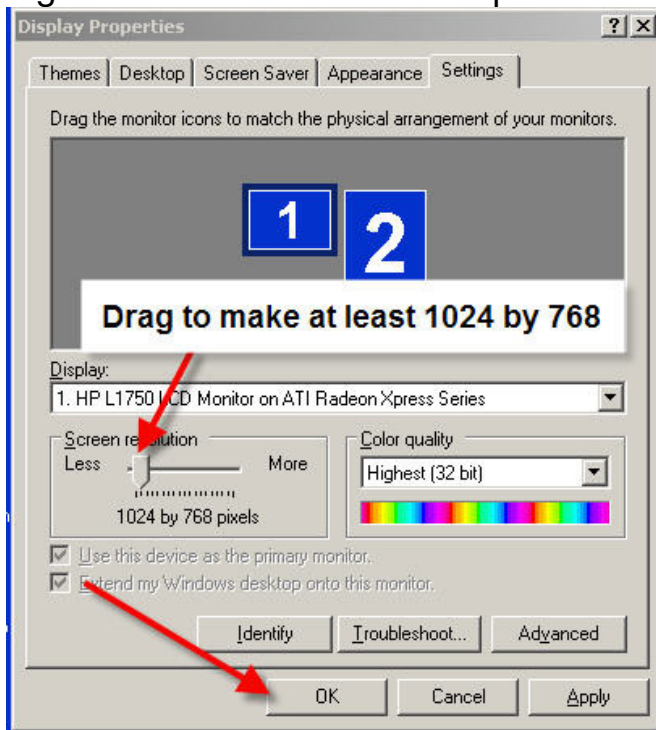 Display Properties
? X
Themes Desktop Screen Saver Appearance Settings
Drag the monitor icons to match the physical arrangement of your monitors.
1 2
Drag to make at least 1024 by 768
Display:
1. HP L1750 LCD Monitor on ATI Radeon Xpress Series
Screen resolution Color quality
Less More Highest (32 bit)
1024 by 768 pixels
Use this device as the primary monitor.
Extend my Windows desktop onto this monitor.
Identify Troubleshoot... Advanced
OK Cancel Apply